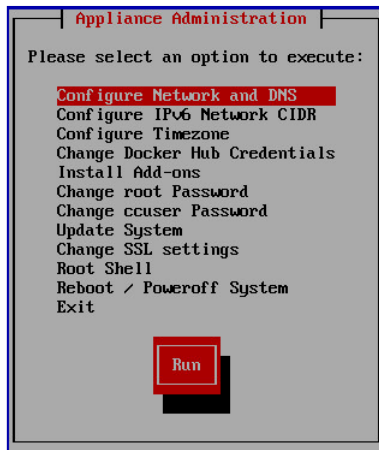 Appliance Administration
Please select an option to execute:
Configure Network and DNS
Configure IPv6 Network CIDR
Configure Timezone
Change Docker Hub Credentials
Install Add-ons
Change root Password
Change ccuser Password
Update System
Change SSL settings
Root Shell
Reboot / Poweroff System
Exit
Run